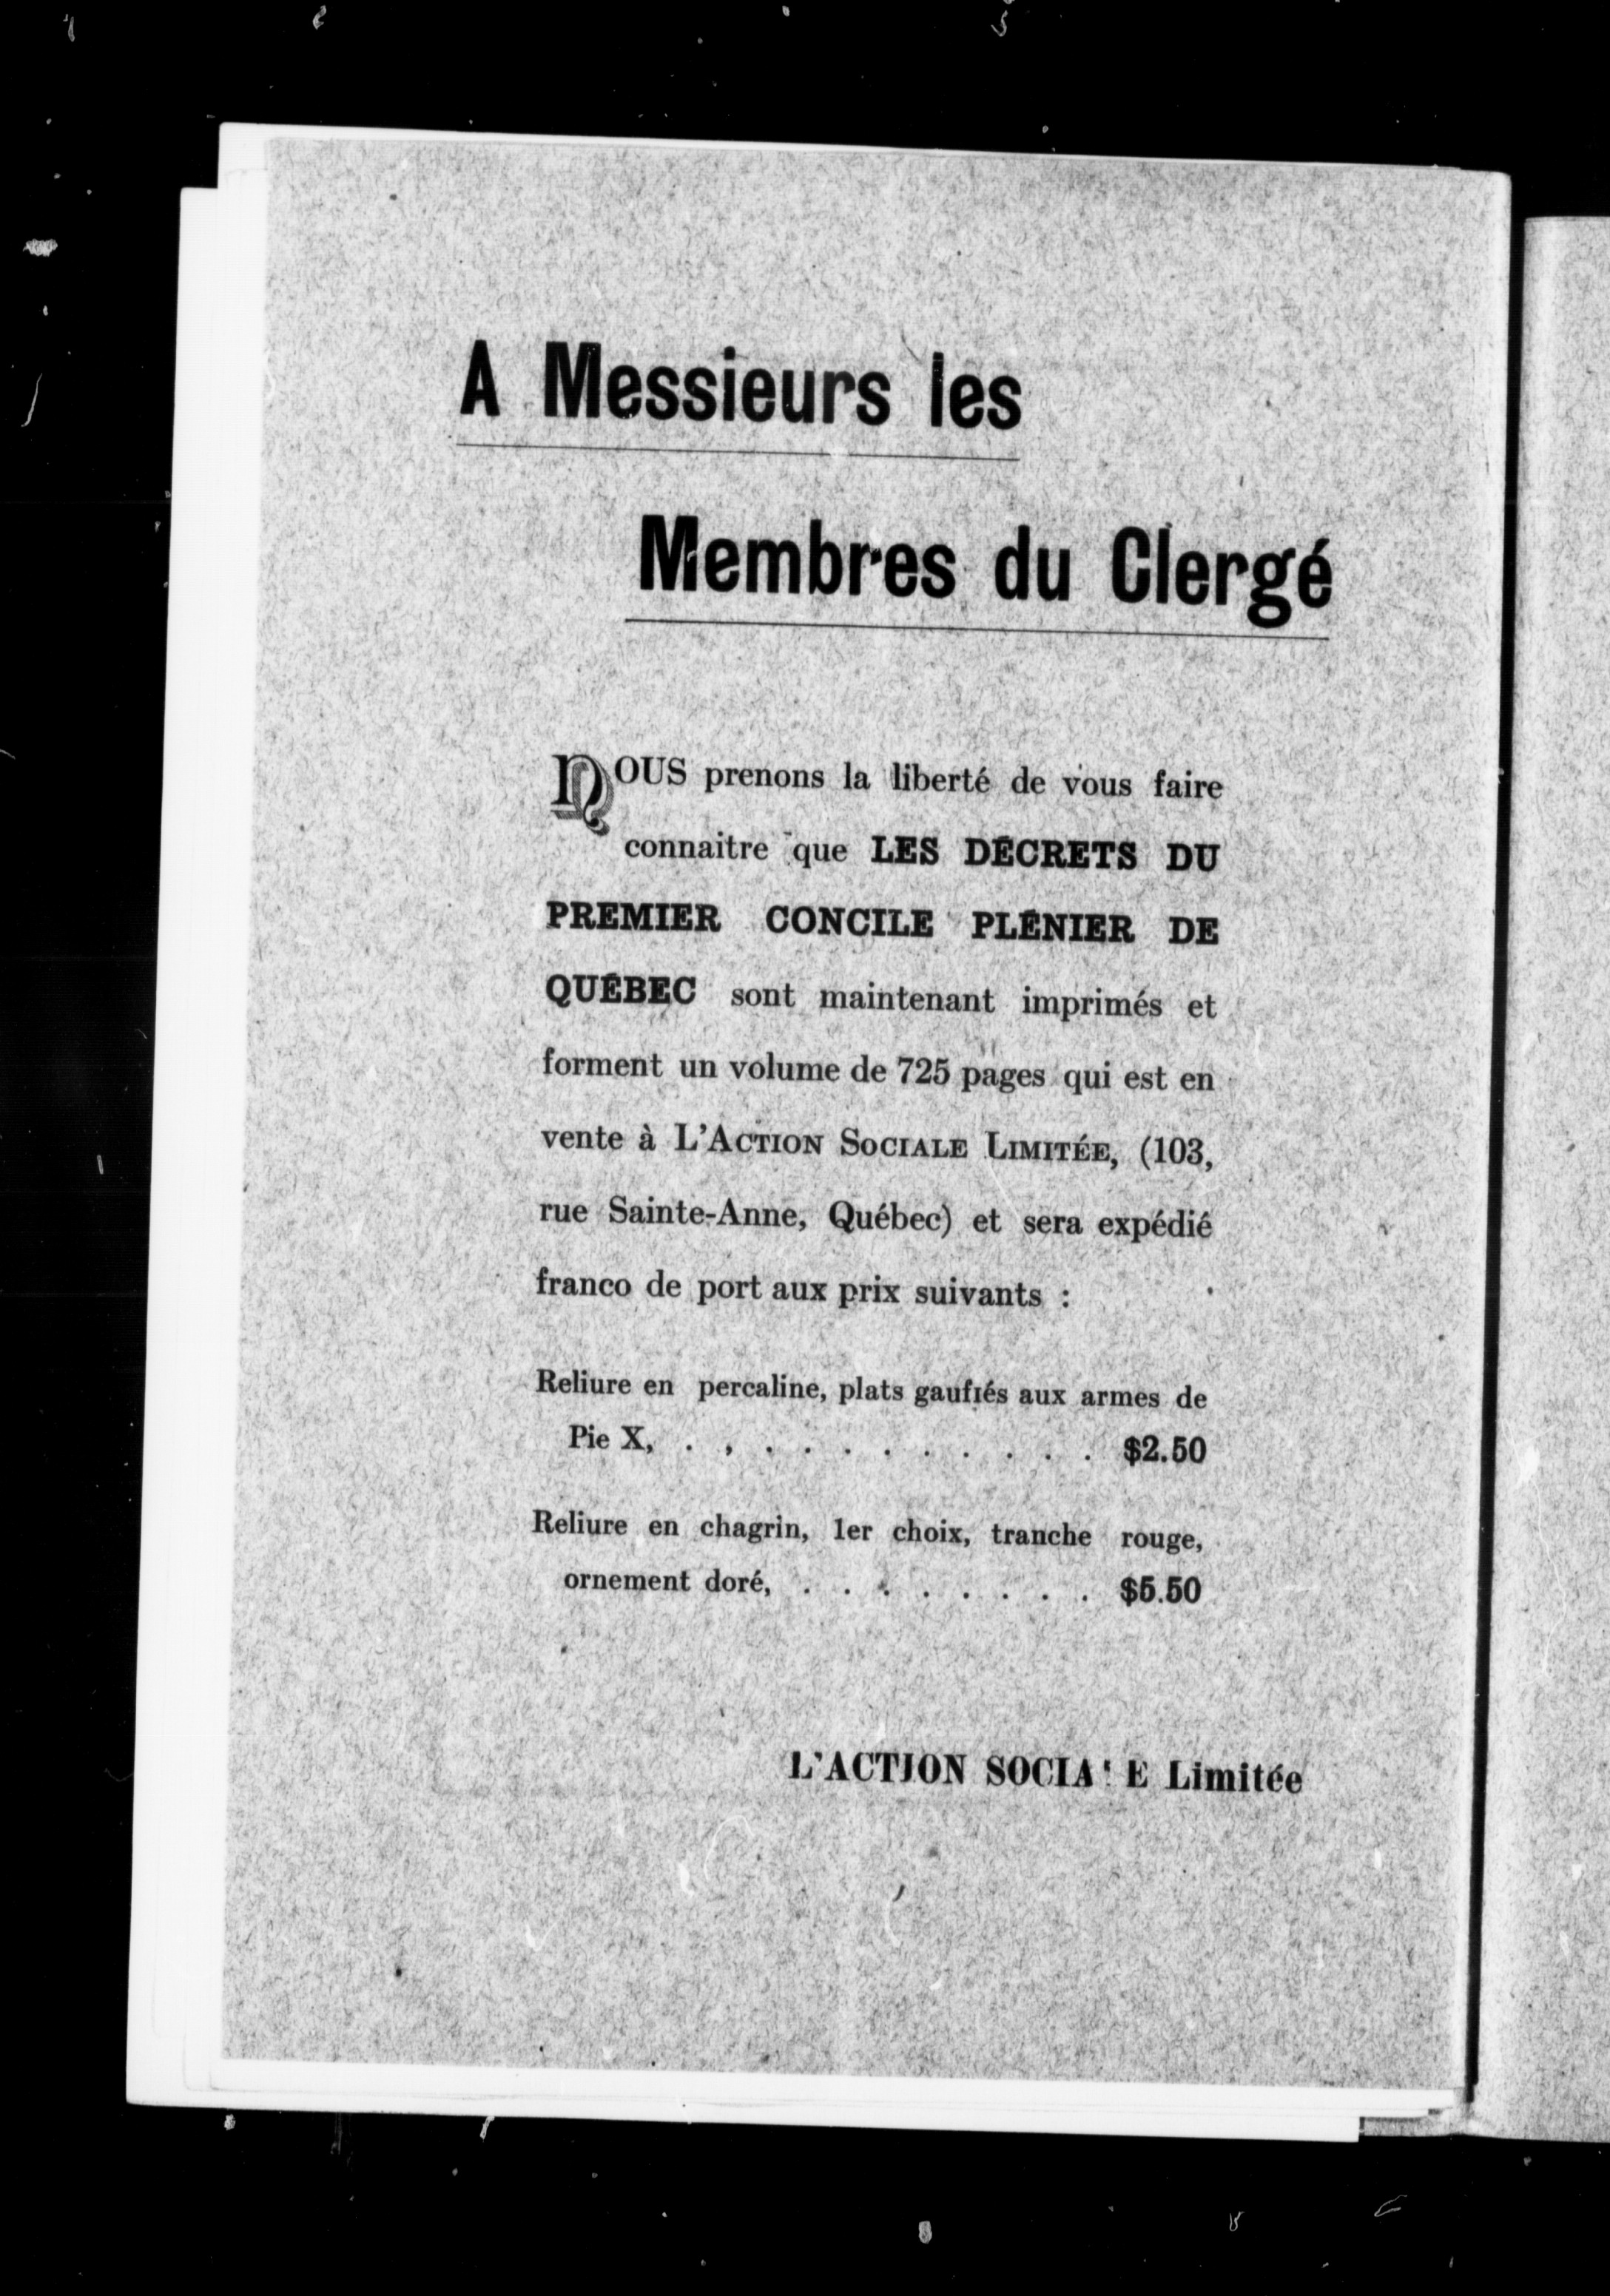 A Messieurs les
Membres du Clergé
NOUS prenons la liberté de vous faire
connaitre que LES DÉCRETS DU
PREMIER CONCILE PLÉNIER DE
QUÉBEC sont maintenant imprimés et
forment un volume de 725 pages qui est en
vente à L'ACTION SOCIALE LIMITÉE, (103,
rue Sainte-Anne, Québec) et sera expédié
franco de port aux prix suivants :
Reliure en percaline, plats gaufrés aux armes de
Pie X, . , . . . . . . . . . $2.50
Reliure en chagrin, 1er choix, tranche rouge,
ornement doré, . . . . . . . . $5.50
L'ACTION SOCIALE Limitée